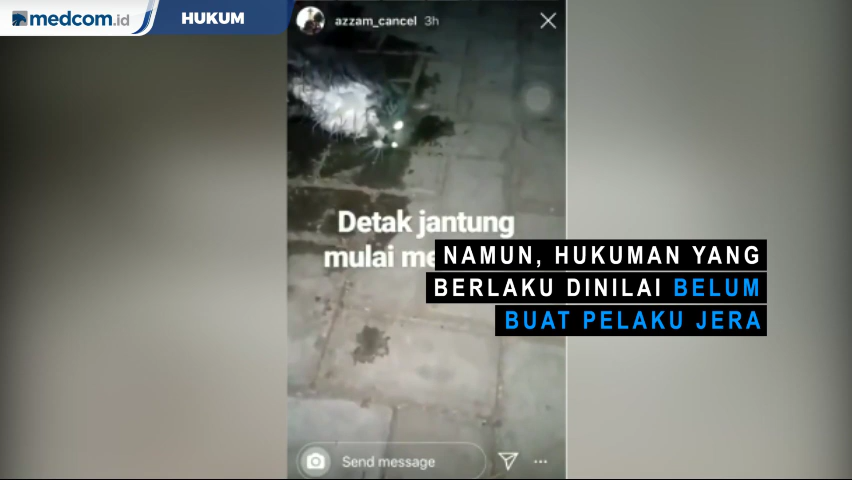 medcom.id
HUKUM
azzam_cancel 3h
Detak jantung
mulai
NAMUN, HUKUMAN YANG
BERLAKU DINILAI BELUM
BUAT PELAKU JERA
Send message